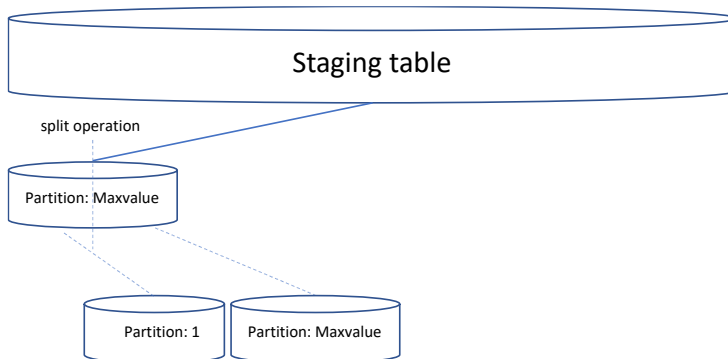 Staging table
split operation
Partition: Maxvalue
Partition: 1
Partition: Maxvalue